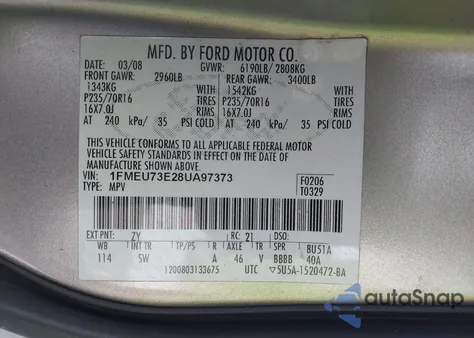 MFD. BY FORD MOTOR CO.
DATE: 03/08 GVWR: 6190LB/ 2808KG
FRONT GAWR: 2960LB REAR GAWR: 3400LB
1343KG WITH 1542KG WITH
P235/70R16 TIRES P235/70R16 TIRES
16X7.0J RIMS 16X7.0J RIMS
AT 240 kPa/ 35 PSI COLD AT 240 kPa/ 35 PSI COLD
THIS VEHICLE CONFORMS TO ALL APPLICABLE FEDERAL MOTOR
VEHICLE SAFETY AND BUMPER STANDARDS IN EFFECT ON THE DATE OF
MANUFACTURE SHOWN ABOVE.
VIN: 1FMEU73E28UA97373 F0206
TYPE: MPV T0329
EXT PNT: ZY RC: 21 DSO:
WB INT TR TP/PS R AXLE TR SPR BU51A
114 SW A 46 V BBBB 40A
1200803133675 UTC ▽5U5A-1520472-BA
autoSnap